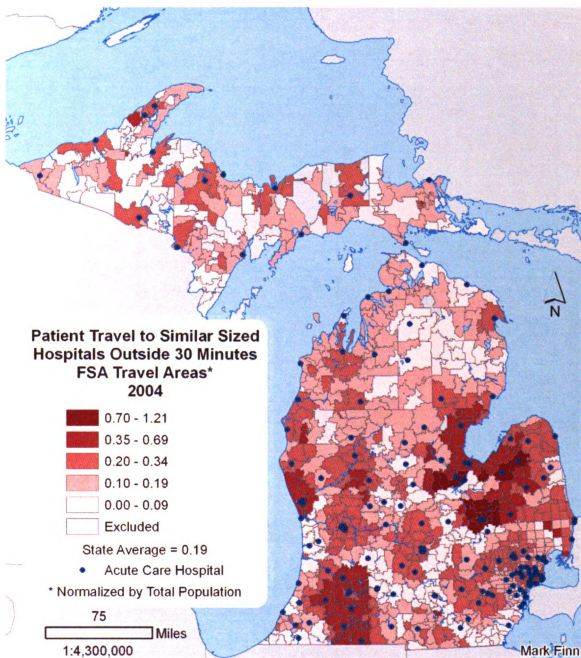 N
Patient Travel to Similar Sized
Hospitals Outside 30 Minutes
FSA Travel Areas*
2004
0.70 - 1.21
0.35 - 0.69
0.20 - 0.34
0.10 - 0.19
0.00 - 0.09
Excluded
State Average = 0.19
Acute Care Hospital
* Normalized by Total Population
75
Miles
1:4,300,000
Mark Finn